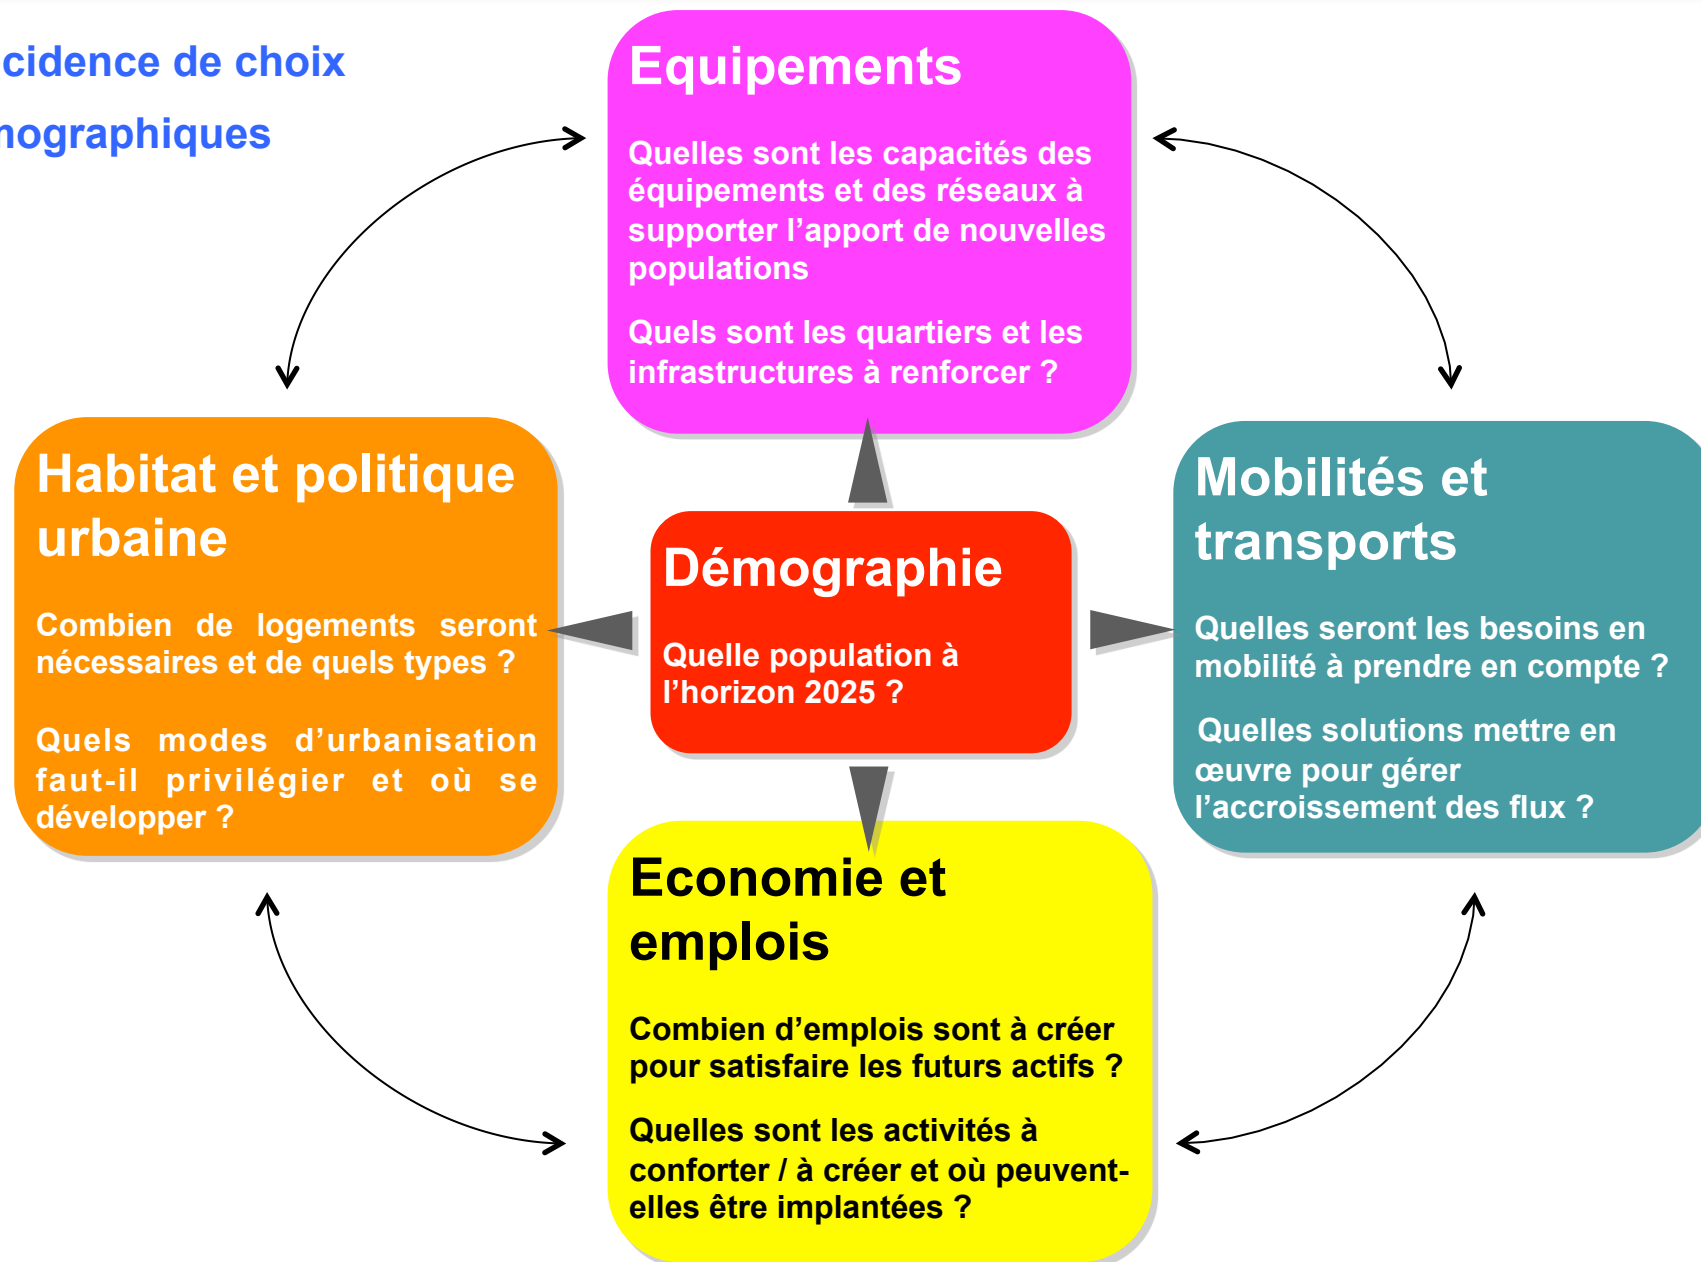 cidence de choix
mographiques
Equipements
Quelles sont les capacités des
équipements et des réseaux à
supporter l’apport de nouvelles
populations
Quels sont les quartiers et les
infrastructures à renforcer ?
Habitat et politique
urbaine
Combien de logements seront
nécessaires et de quels types ?
Quels modes d’urbanisation
faut-il privilégier et où se
développer ?
Démographie
Quelle population à
l’horizon 2025 ?
Mobilités et
transports
Quelles seront les besoins en
mobilité à prendre en compte ?
Quelles solutions mettre en
œuvre pour gérer
l’accroissement des flux ?
Economie et
emplois
Combien d’emplois sont à créer
pour satisfaire les futurs actifs ?
Quelles sont les activités à
conforter / à créer et où peuvent-
elles être implantées ?